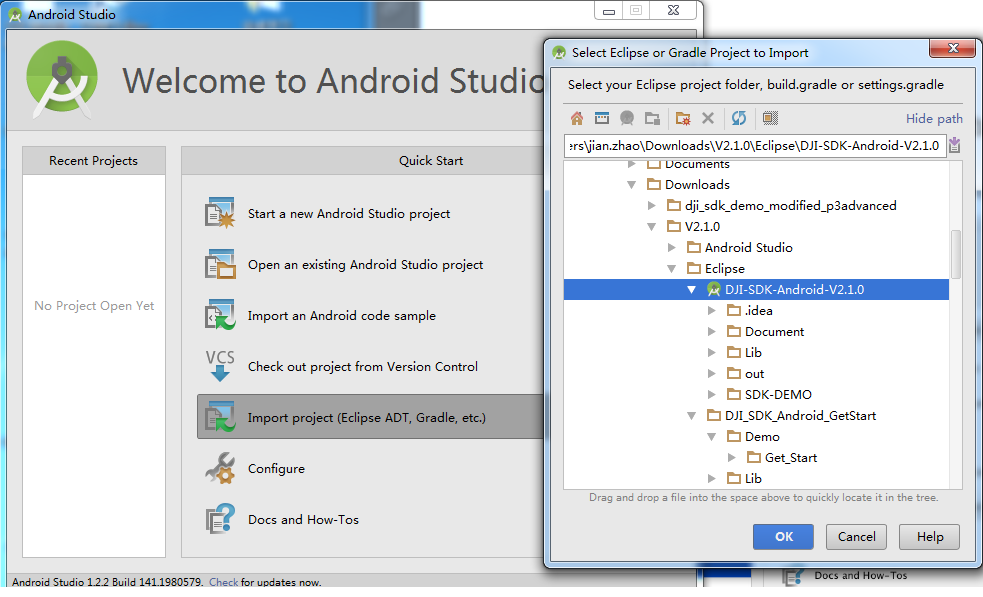 Android Studio
Welcome to Android Studio
Recent Projects
No Project Open Yet
Quick Start
Start a new Android Studio project
Open an existing Android Studio project
Import an Android code sample
VCS
Check out project from Version Control
Import project (Eclipse ADT, Gradle, etc.)
Configure
Docs and How-Tos
Android Studio 1.2.2 Build 141.1980579. Check for updates now.
Select Eclipse or Gradle Project to Import
Select your Eclipse project folder, build.gradle or settings.gradle
Hide path
ers\jian.zhao\Downloads\V2.1.0\Eclipse\DJI-SDK-Android-V2.1.0
Documents
Downloads
dji_sdk_demo_modified_p3advanced
V2.1.0
Android Studio
Eclipse
DJI-SDK-Android-V2.1.0
.idea
Document
Lib
out
SDK-DEMO
DJI_SDK_Android_GetStart
Demo
Get_Start
Lib
Drag and drop a file into the space above to quickly locate it in the tree.
OK
Cancel
Help
Docs and How-Tos